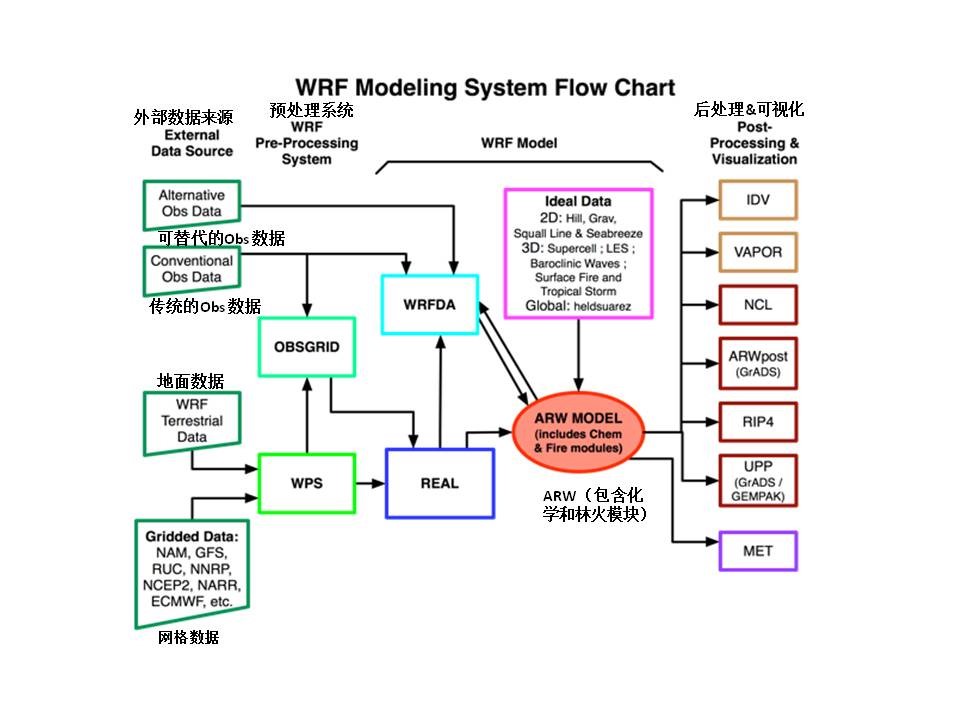 WRF Modeling System Flow Chart
外部数据来源
External
Data Source
预处理系统
WRF
Pre-Processing
System
WRF Model
后处理&可视化
Post-
Processing &
Visualization
Alternative
Obs Data
可替代的Obs 数据
Conventional
Obs Data
传统的Obs 数据
OBSGRID
地面数据
WRF
Terrestrial
Data
WPS
Gridded Data:
NAM, GFS,
RUC, NNRP,
NCEP2, NARR,
ECMWF, etc.
网格数据
WRFDA
REAL
Ideal Data
2D: Hill, Grav,
Squall Line & Seabreeze
3D: Supercell ; LES ;
Baroclinic Waves ;
Surface Fire and
Tropical Storm
Global: heldsuarez
ARW MODEL
(includes Chem
& Fire modules)
ARW（包含化
学和林火模块）
IDV
VAPOR
NCL
ARWpost
(GrADS)
RIP4
UPP
(GrADS /
GEMPAK)
MET